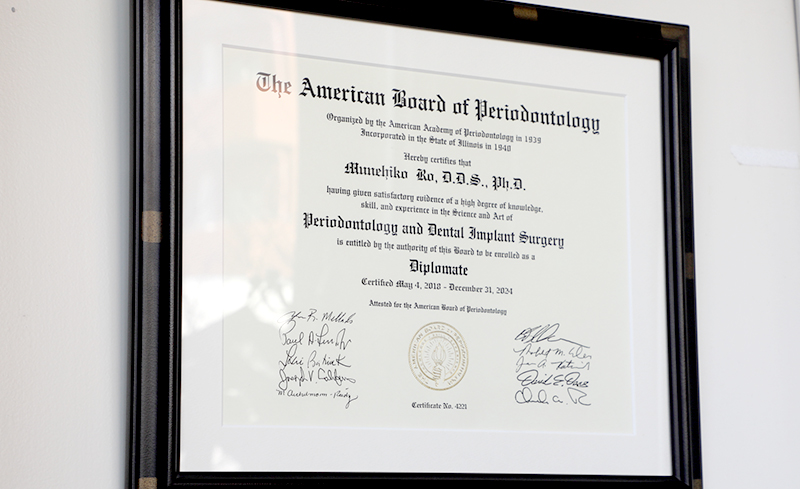 The American Board of Periodontology
Organized by the American Academy of Periodontology in 1939
Incorporated in the State of Illinois in 1940
Hereby certifies that
Munehiko Ro, D.D.S., Ph.D.
having given satisfactory evidence of a high degree of knowledge,
skill, and experience in the Science and Art of
Periodontology and Dental Implant Surgery
is entitled by the authority of this Board to be enrolled as a
Diplomate
Certified May 4, 2018 - December 31, 2024
Attested for the American Board of Periodontology
Certificate No. 4221